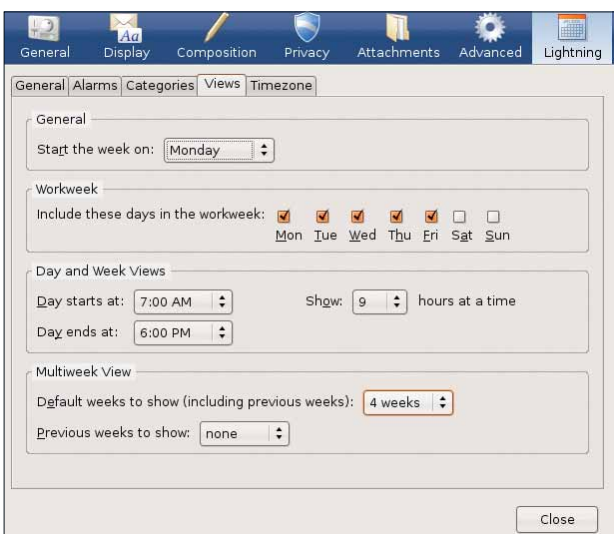 General Display Composition Privacy Attachments Advanced Lightning
General Alarms Categories Views Timezone
General
Start the week on: Monday
Workweek
Include these days in the workweek:
Mon Tue Wed Thu Fri Sat Sun
Day and Week Views
Day starts at: 7:00 AM Show: 9 hours at a time
Day ends at: 6:00 PM
Multiweek View
Default weeks to show (including previous weeks): 4 weeks
Previous weeks to show: none
Close